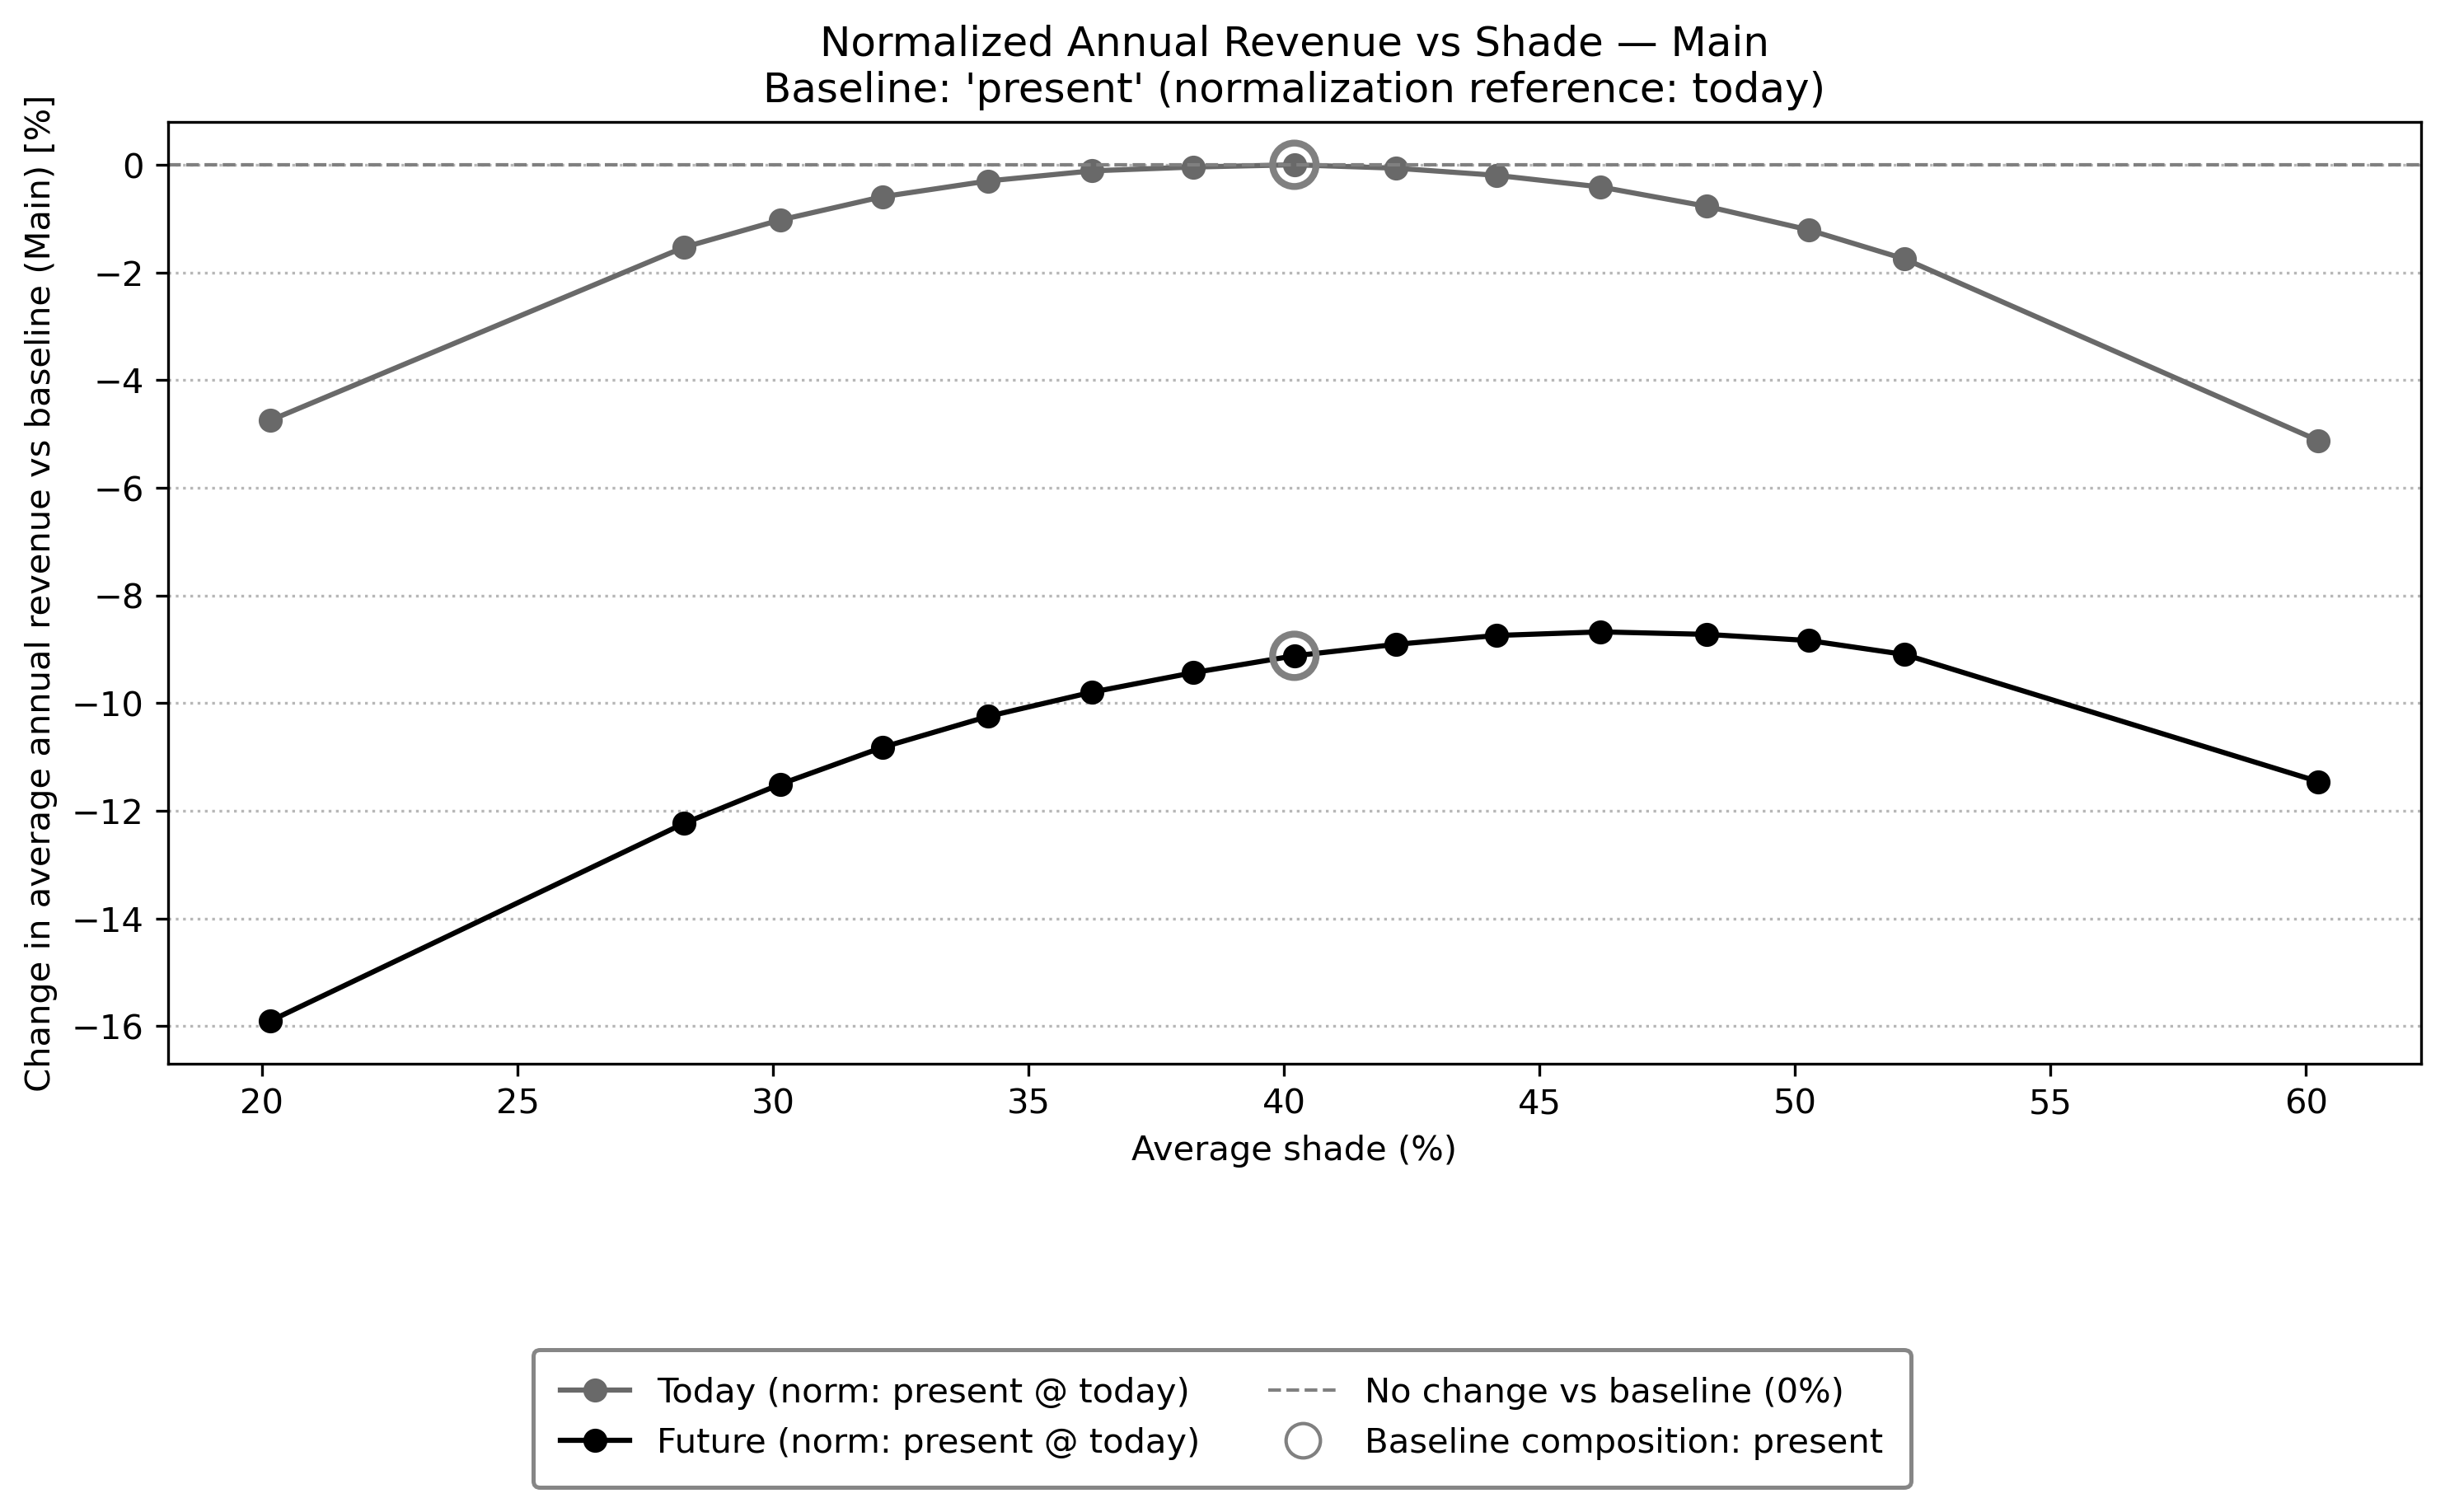 Normalized Annual Revenue vs Shade — Main
Baseline: 'present' (normalization reference: today)
Change in average annual revenue vs baseline (Main) [%]
0
−2
−4
−6
−8
−10
−12
−14
−16
20 25 30 35 40 45 50 55 60
Average shade (%)
Today (norm: present @ today)
Future (norm: present @ today)
No change vs baseline (0%)
Baseline composition: present